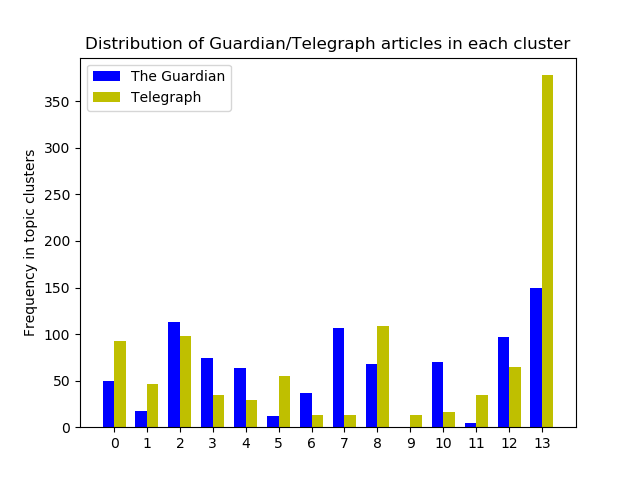 Distribution of Guardian/Telegraph articles in each cluster
The Guardian
Telegraph
Frequency in topic clusters
350
300
250
200
150
100
50
0
0 1 2 3 4 5 6 7 8 9 10 11 12 13